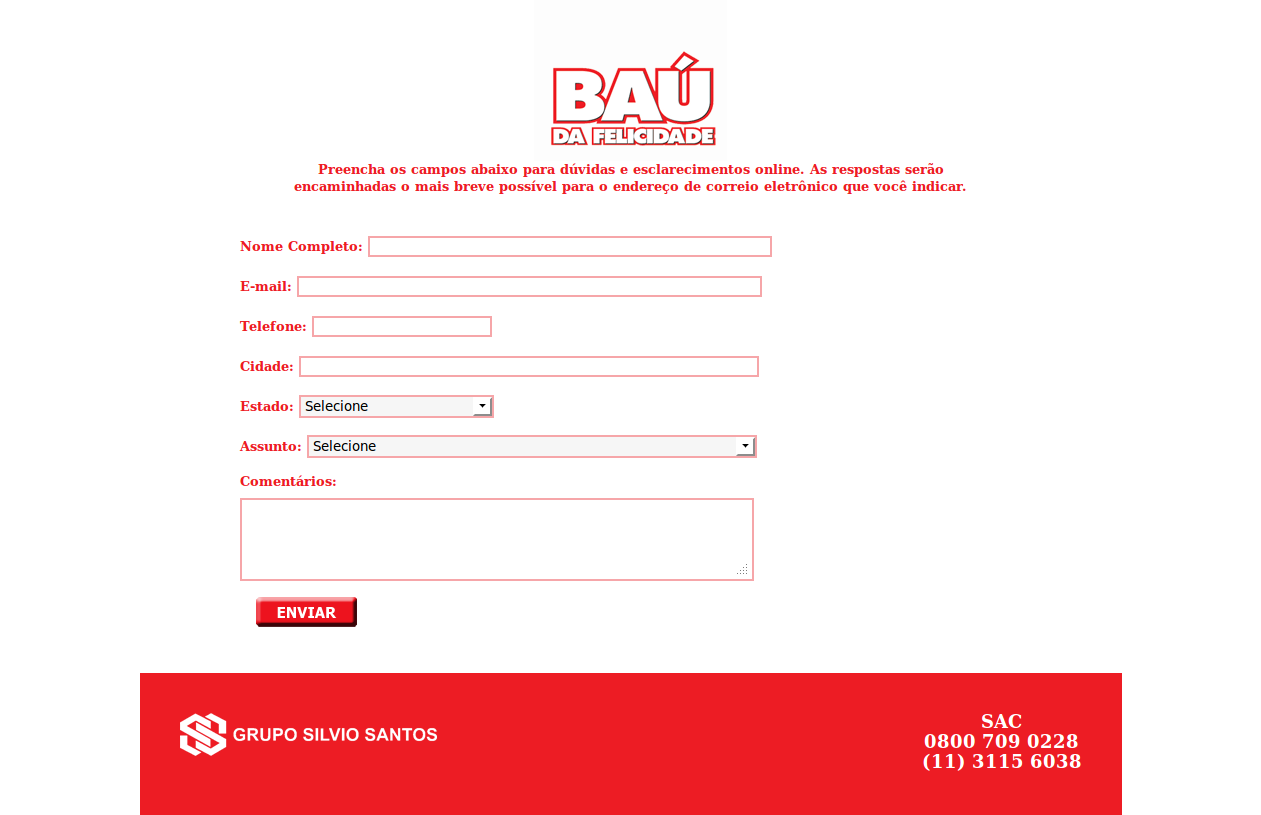 BAÚ
DA FELICIDADE
Preencha os campos abaixo para dúvidas e esclarecimentos online. As respostas serão
encaminhadas o mais breve possível para o endereço de correio eletrônico que você indicar.
Nome Completo:
E-mail:
Telefone:
Cidade:
Estado: Selecione
Assunto: Selecione
Comentários:
ENVIAR
GRUPO SILVIO SANTOS
SAC
0800 709 0228
(11) 3115 6038